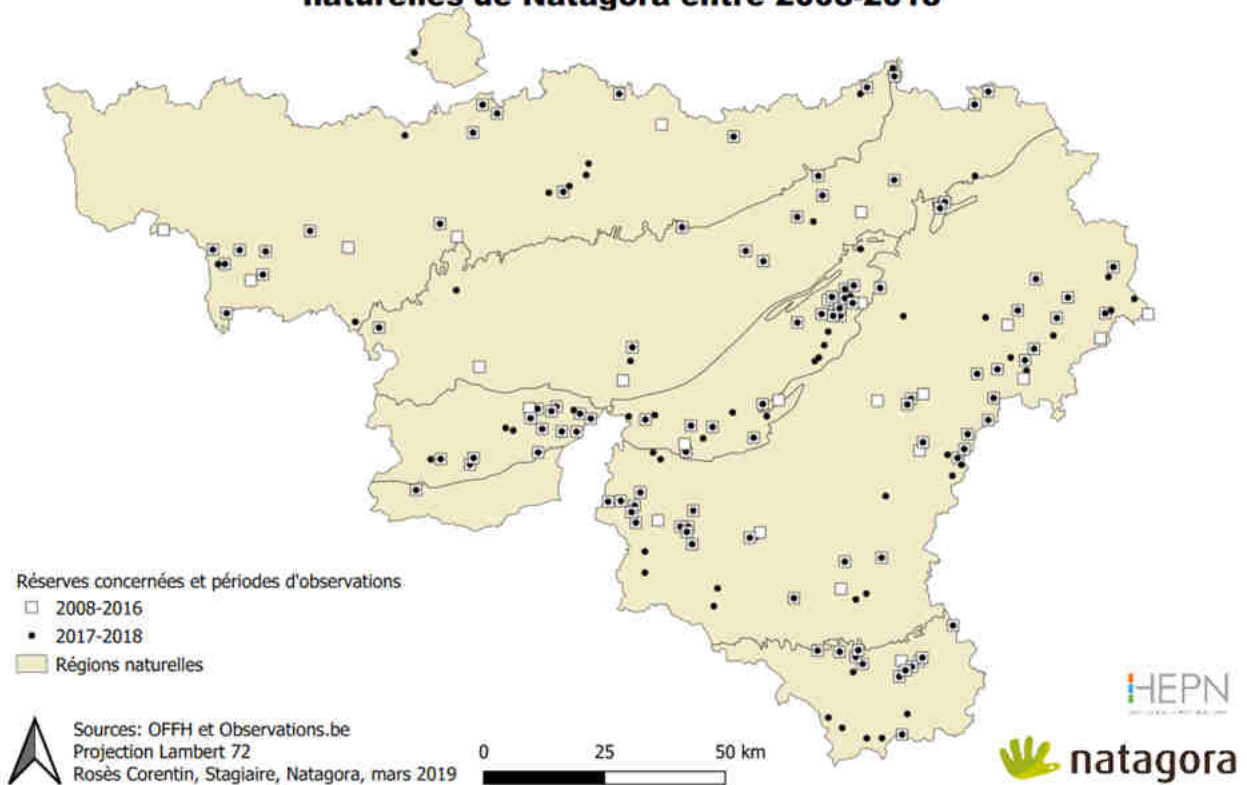 naturelles de Natagora entre 2008-2018
Réserves concernées et périodes d'observations
2008-2016
2017-2018
Régions naturelles
Sources: OFFH et Observations.be
Projection Lambert 72
Rosès Corentin, Stagiaire, Natagora, mars 2019
0 25 50 km
HEPN
natagora